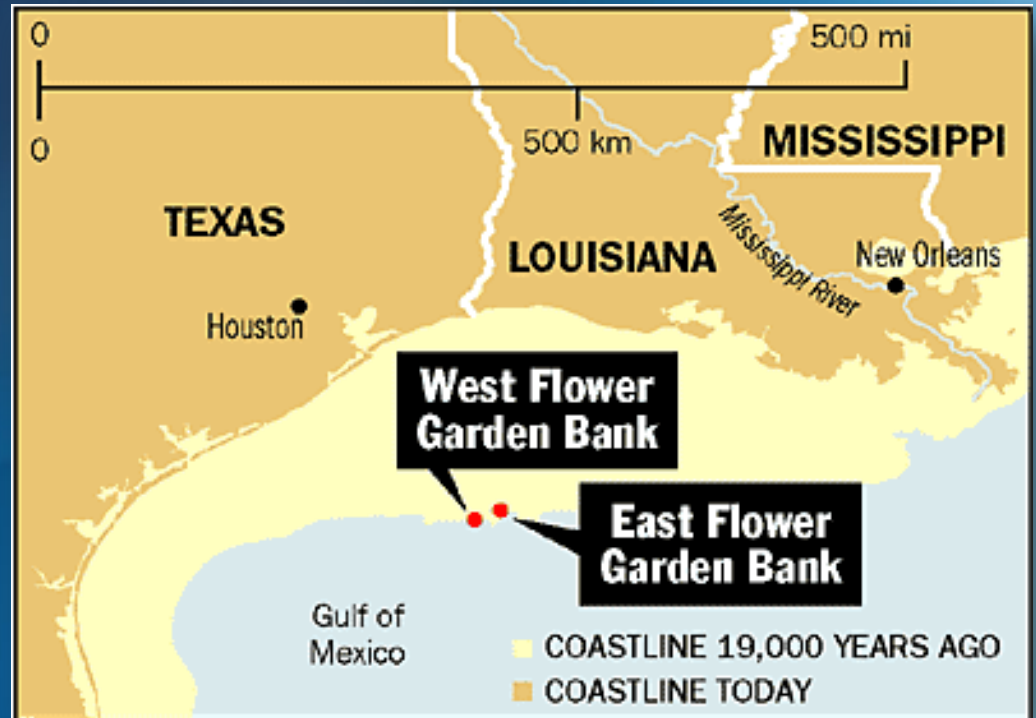 0
500 mi
0
500 km
MISSISSIPPI
TEXAS
LOUISIANA
Mississippi River
New Orleans
Houston
West Flower
Garden Bank
East Flower
Garden Bank
Gulf of
Mexico
COASTLINE 19,000 YEARS AGO
COASTLINE TODAY